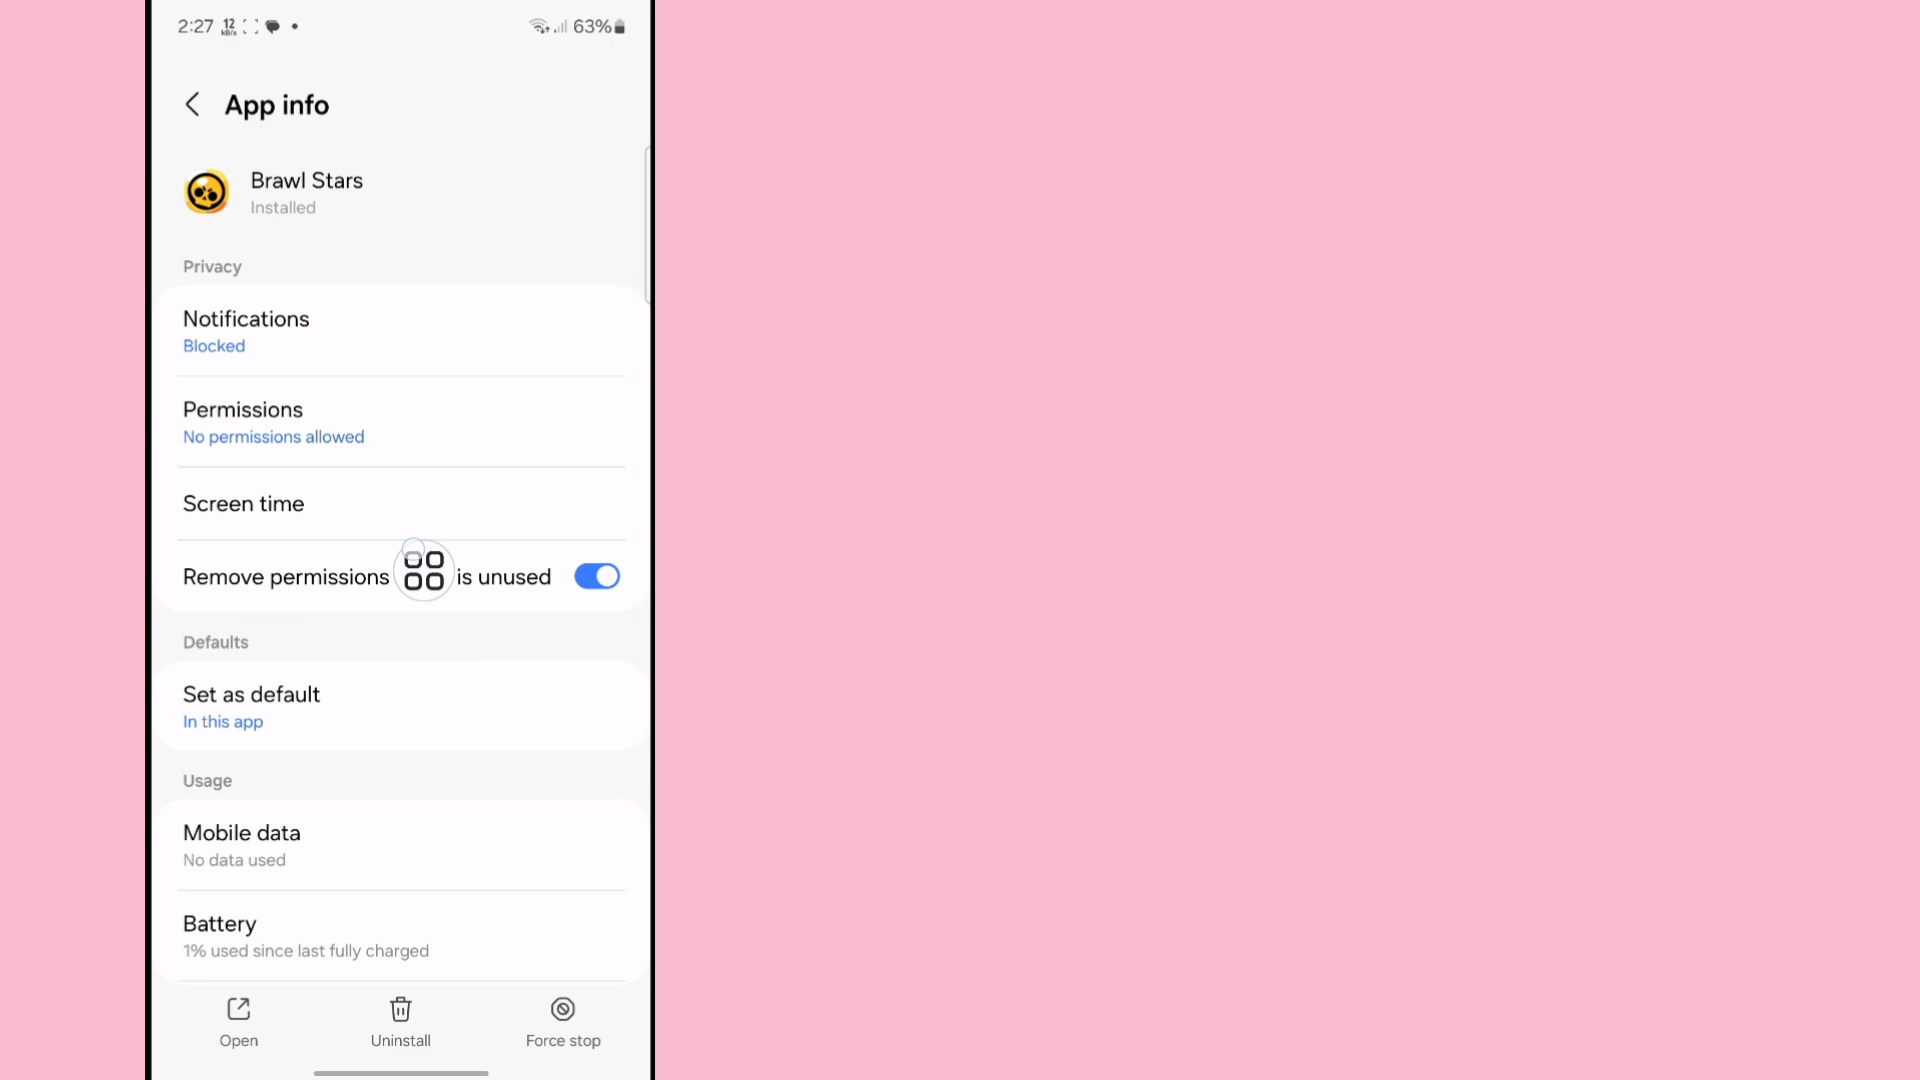 2:27 12 KB/s 63%
App info
Brawl Stars
Installed
Privacy
Notifications
Blocked
Permissions
No permissions allowed
Screen time
Remove permissions is unused
Defaults
Set as default
In this app
Usage
Mobile data
No data used
Battery
1% used since last fully charged
Open Uninstall Force stop